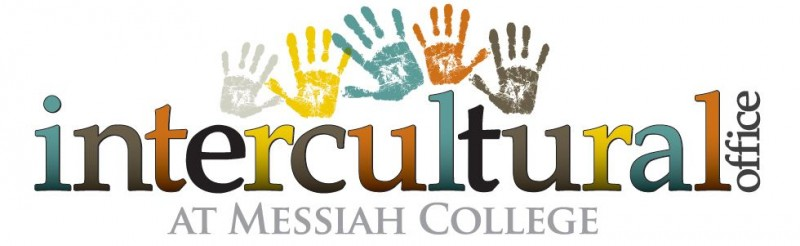 intercultural
office
AT MESSIAH COLLEGE